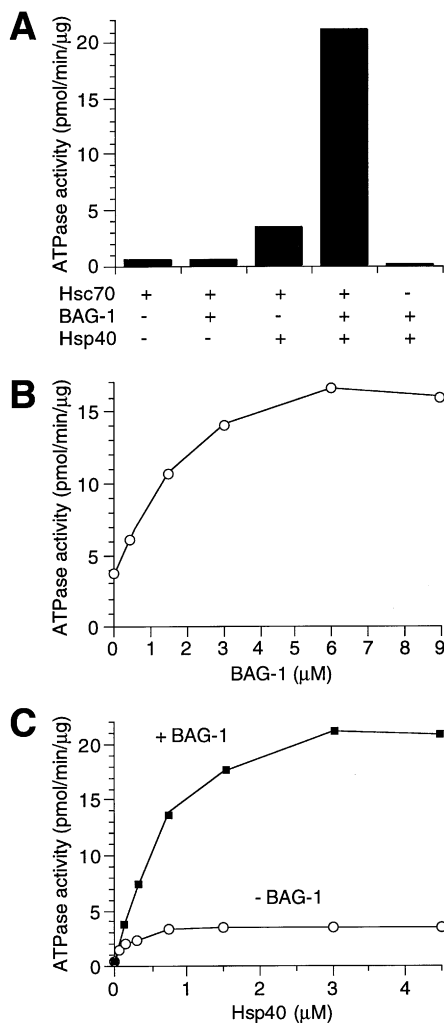 A
ATPase activity (pmol/min/µg)
20
15
10
5
0
Hsc70 + + + + -
BAG-1 - + - + +
Hsp40 - - + + +
B
ATPase activity (pmol/min/µg)
15
10
5
0
0 1 2 3 4 5 6 7 8 9
BAG-1 (µM)
C
ATPase activity (pmol/min/µg)
20
15
10
5
0
+ BAG-1
- BAG-1
0 1 2 3 4
Hsp40 (µM)